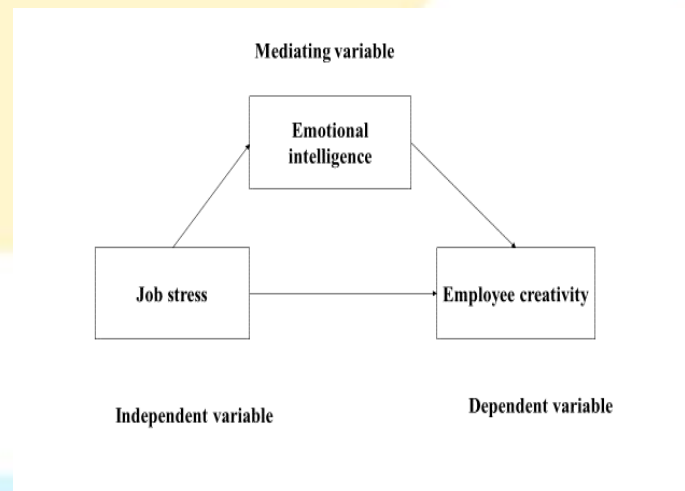 Mediating variable
Emotional
intelligence
Job stress
Employee creativity
Independent variable
Dependent variable